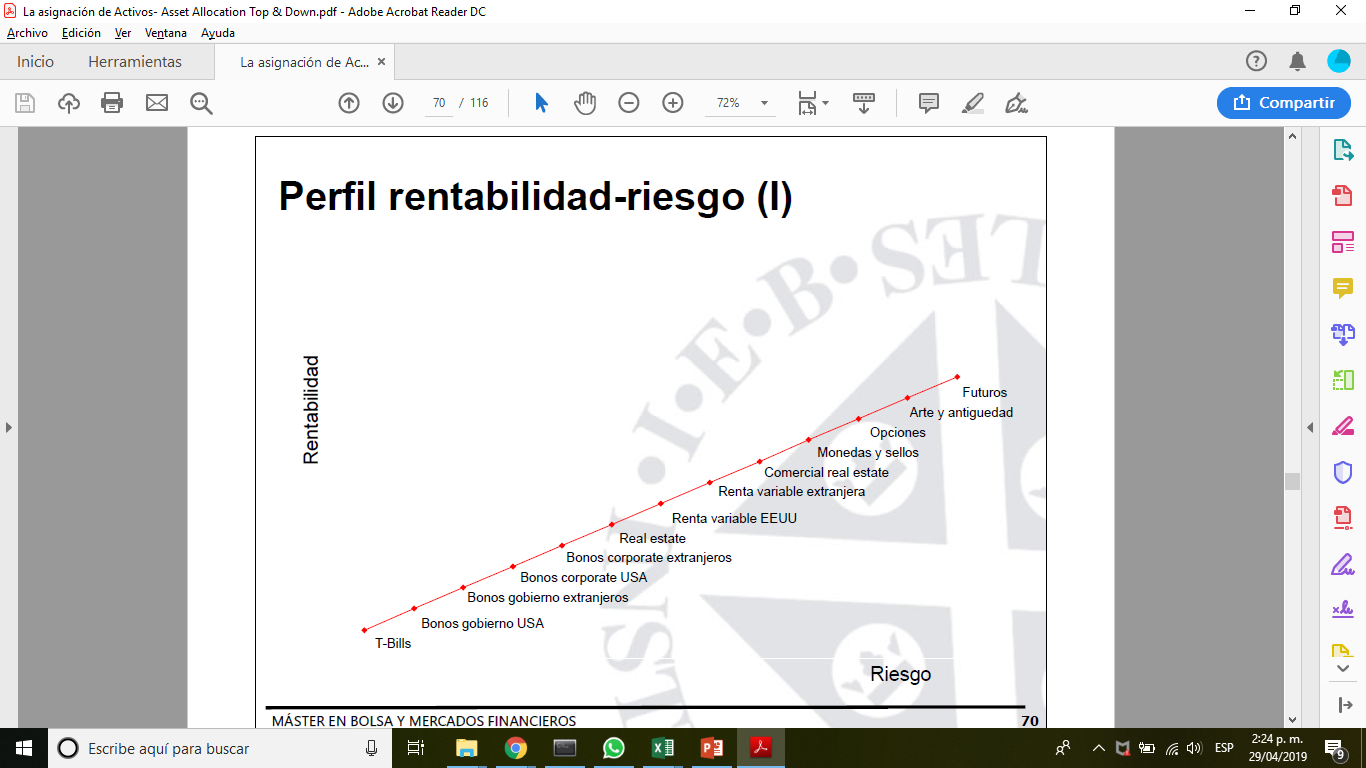 La asignación de Activos- Asset Allocation Top & Down.pdf - Adobe Acrobat Reader DC
Archivo Edición Ver Ventana Ayuda
Inicio Herramientas La asignación de Ac... ×
70 / 116 72% Compartir
Perfil rentabilidad-riesgo (I)
INST•I•E•B•LES
Rentabilidad
Futuros
Arte y antiguedad
Opciones
Monedas y sellos
Comercial real estate
Renta variable extranjera
Renta variable EEUU
Real estate
Bonos corporate extranjeros
Bonos corporate USA
Bonos gobierno extranjeros
Bonos gobierno USA
T-Bills
Riesgo
MÁSTER EN BOLSA Y MERCADOS FINANCIEROS 70
Escribe aquí para buscar
ESP
2:24 p. m.
29/04/2019
9